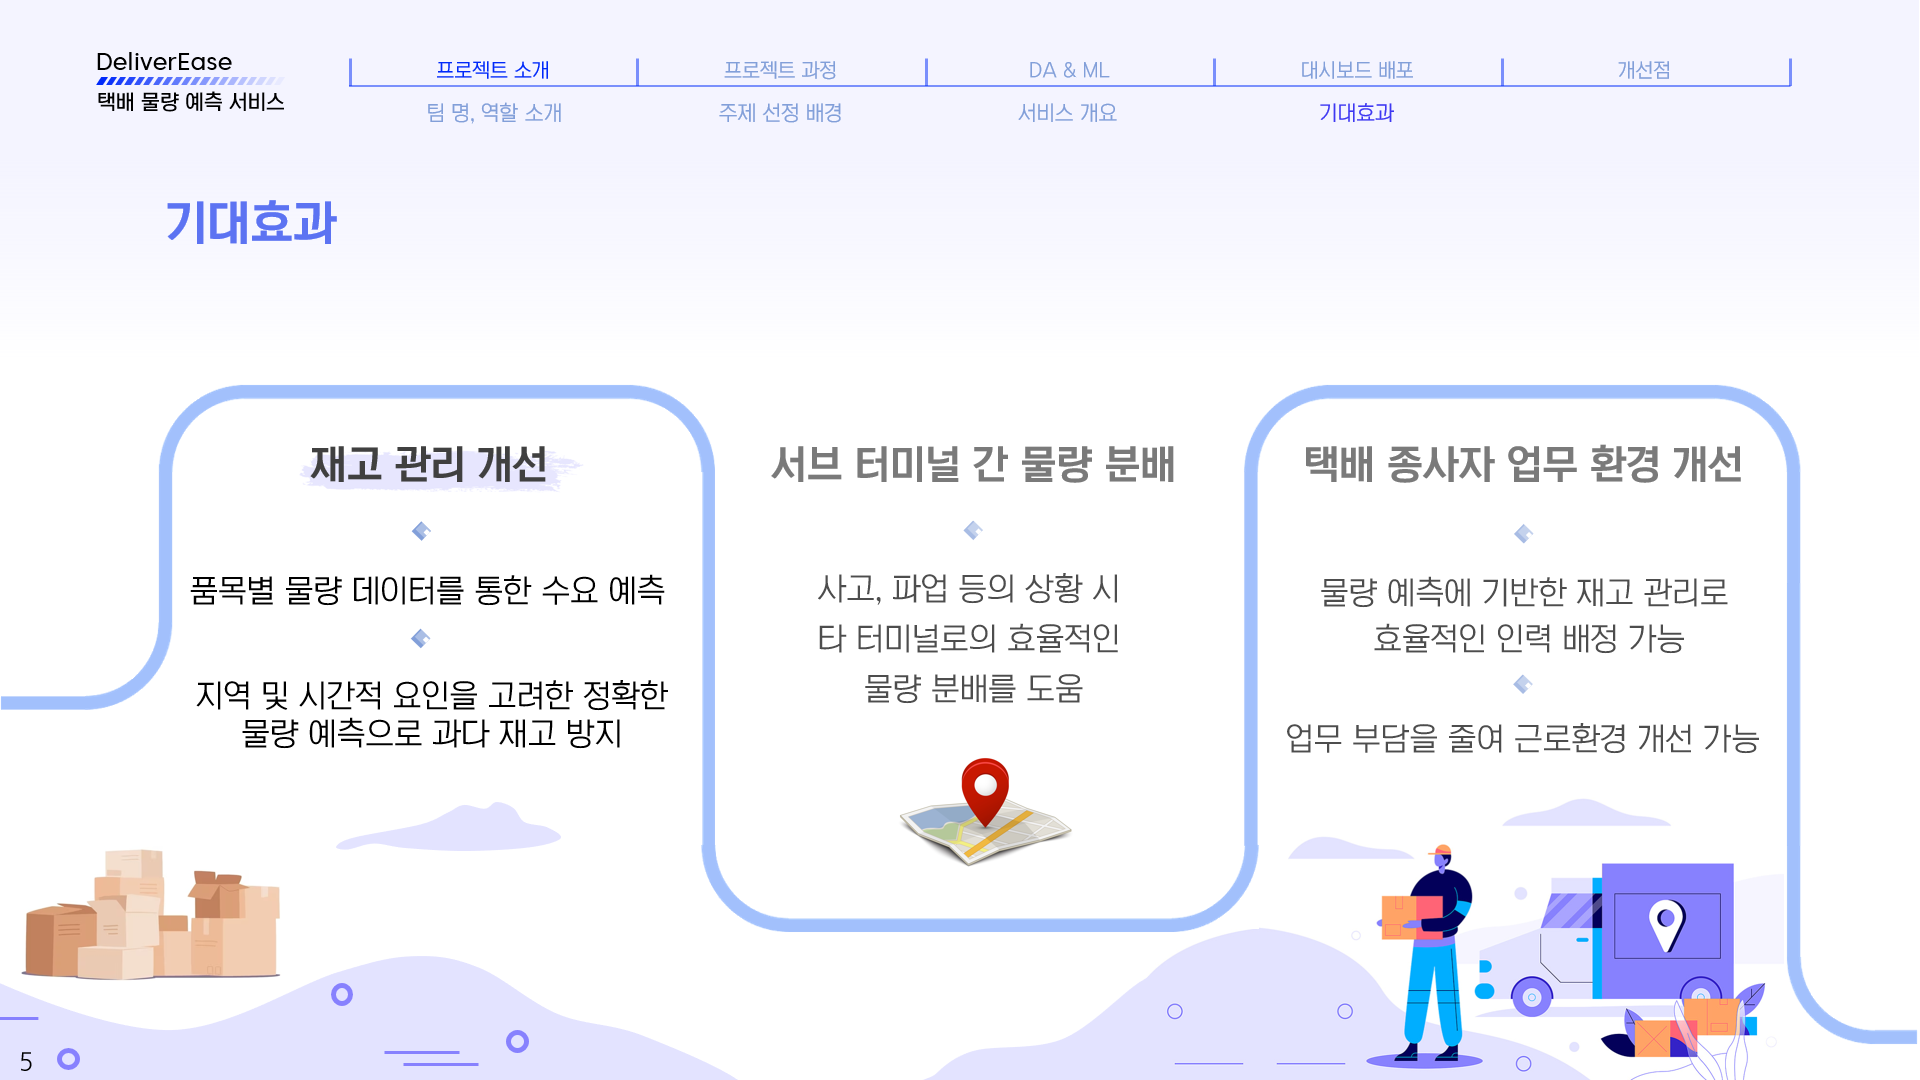 DeliverEase
택배 물량 예측 서비스
프로젝트 소개
프로젝트 과정
DA & ML
대시보드 배포
개선점
팀 명, 역할 소개
주제 선정 배경
서비스 개요
기대효과
기대효과
재고 관리 개선
품목별 물량 데이터를 통한 수요 예측
지역 및 시간적 요인을 고려한 정확한
물량 예측으로 과다 재고 방지
서브 터미널 간 물량 분배
사고, 파업 등의 상황 시
타 터미널로의 효율적인
물량 분배를 도움
택배 종사자 업무 환경 개선
물량 예측에 기반한 재고 관리로
효율적인 인력 배정 가능
업무 부담을 줄여 근로환경 개선 가능
5